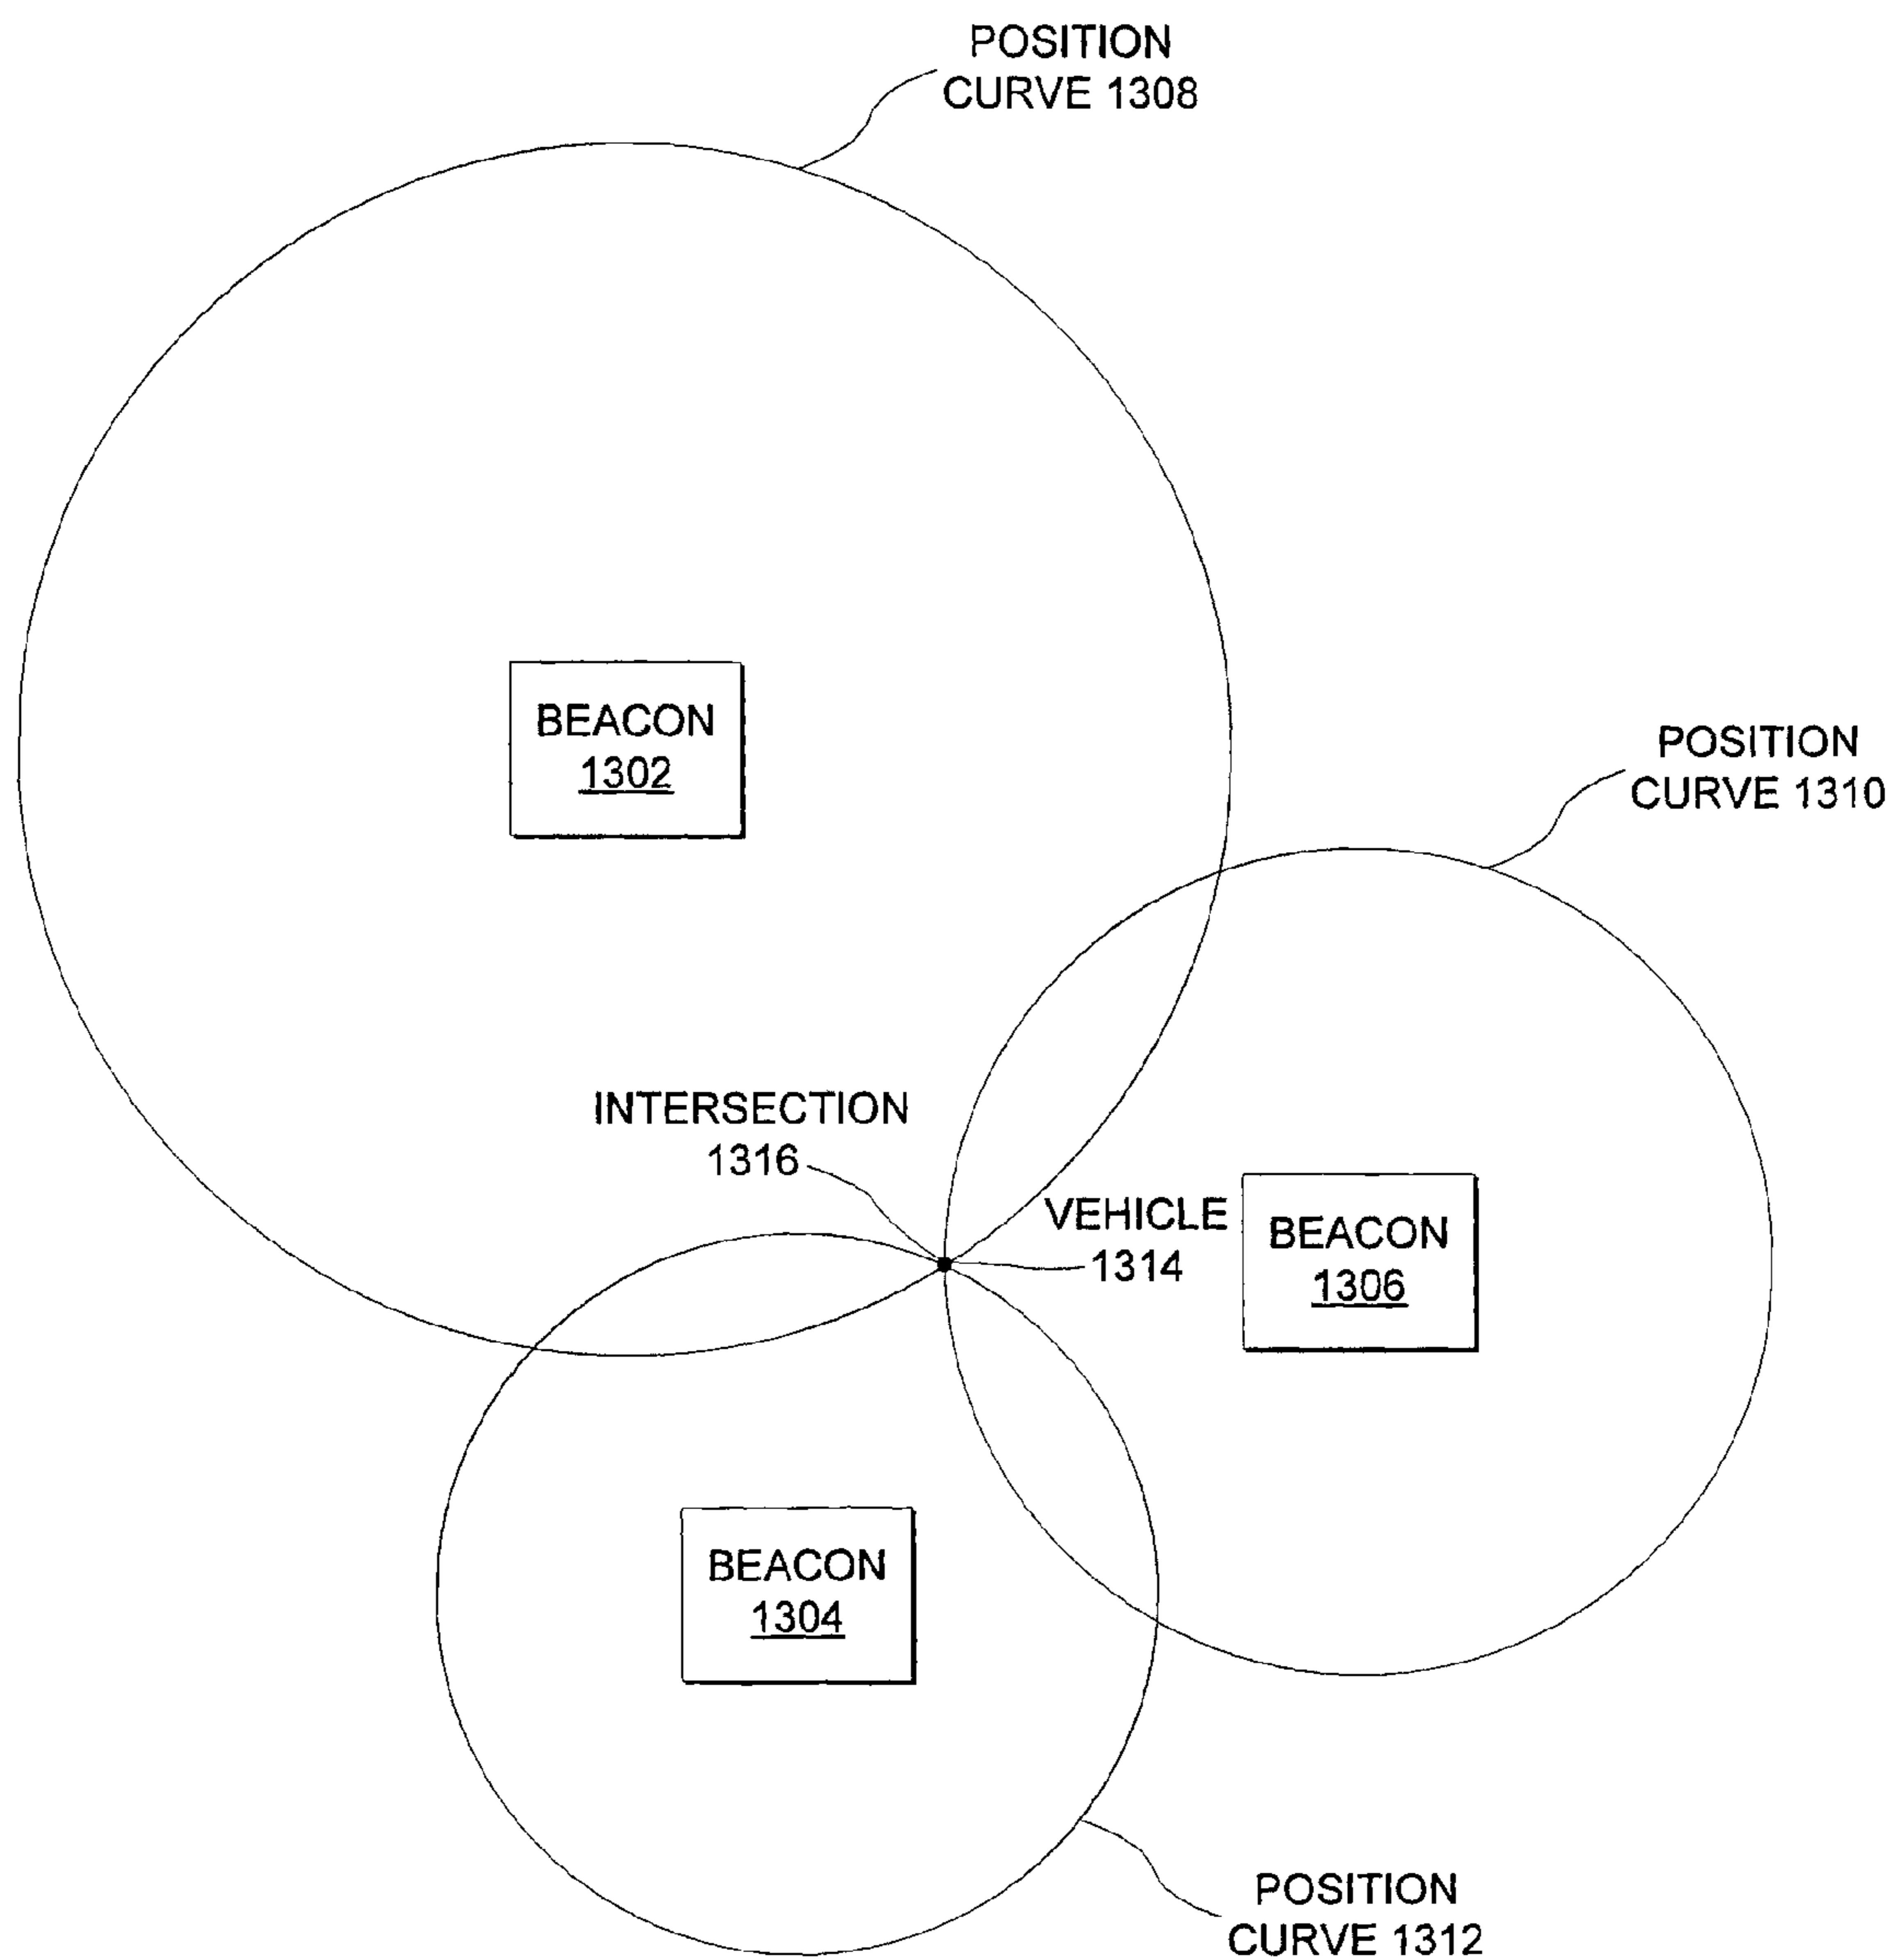 POSITION
CURVE 1308
BEACON
1302
POSITION
CURVE 1310
INTERSECTION
1316
VEHICLE
1314
BEACON
1306
BEACON
1304
POSITION
CURVE 1312